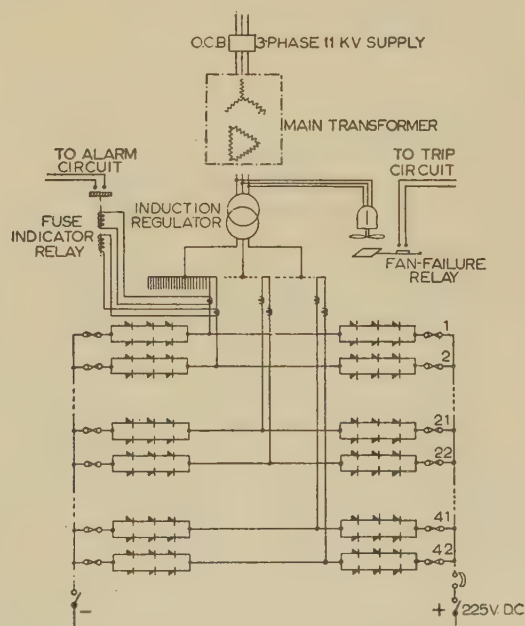 O.C.B 3-PHASE 11 KV SUPPLY
MAIN TRANSFORMER
TO ALARM
CIRCUIT
TO TRIP
CIRCUIT
INDUCTION
REGULATOR
FUSE
INDICATOR
RELAY
FAN-FAILURE
RELAY
1
2
21
22
41
42
-
+ 225V. D.C